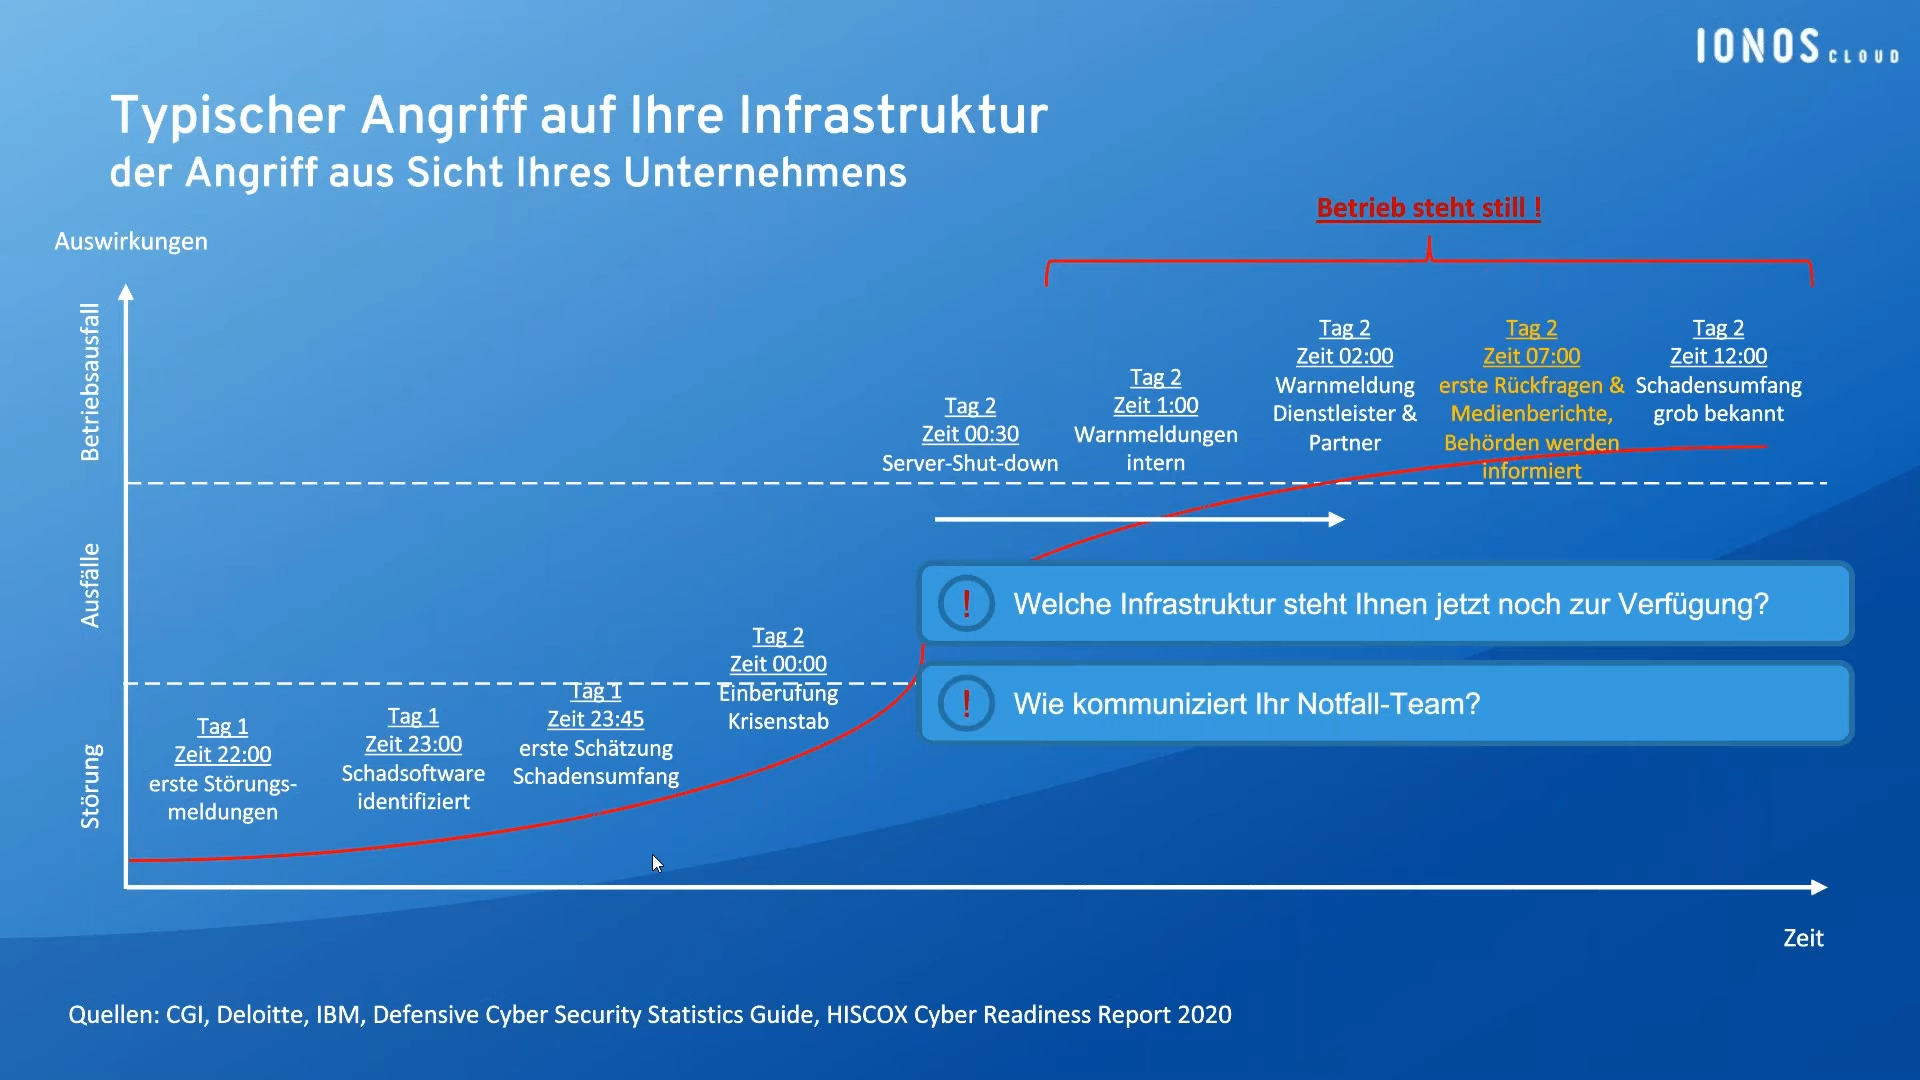 IONOS CLOUD
Typischer Angriff auf Ihre Infrastruktur
der Angriff aus Sicht Ihres Unternehmens
Betrieb steht still !
Auswirkungen
Betriebsausfall
Ausfälle
Störung
Tag 1
Zeit 22:00
erste Störungs-
meldungen
Tag 1
Zeit 23:00
Schadsoftware
identifiziert
Tag 1
Zeit 23:45
erste Schätzung
Schadensumfang
Tag 2
Zeit 00:00
Einberufung
Krisenstab
Tag 2
Zeit 00:30
Server-Shut-down
Tag 2
Zeit 1:00
Warnmeldungen
intern
Tag 2
Zeit 02:00
Warnmeldung
Dienstleister &
Partner
Tag 2
Zeit 07:00
erste Rückfragen &
Medienberichte,
Behörden werden
informiert
Tag 2
Zeit 12:00
Schadensumfang
grob bekannt
! Welche Infrastruktur steht Ihnen jetzt noch zur Verfügung?
! Wie kommuniziert Ihr Notfall-Team?
Zeit
Quellen: CGI, Deloitte, IBM, Defensive Cyber Security Statistics Guide, HISCOX Cyber Readiness Report 2020